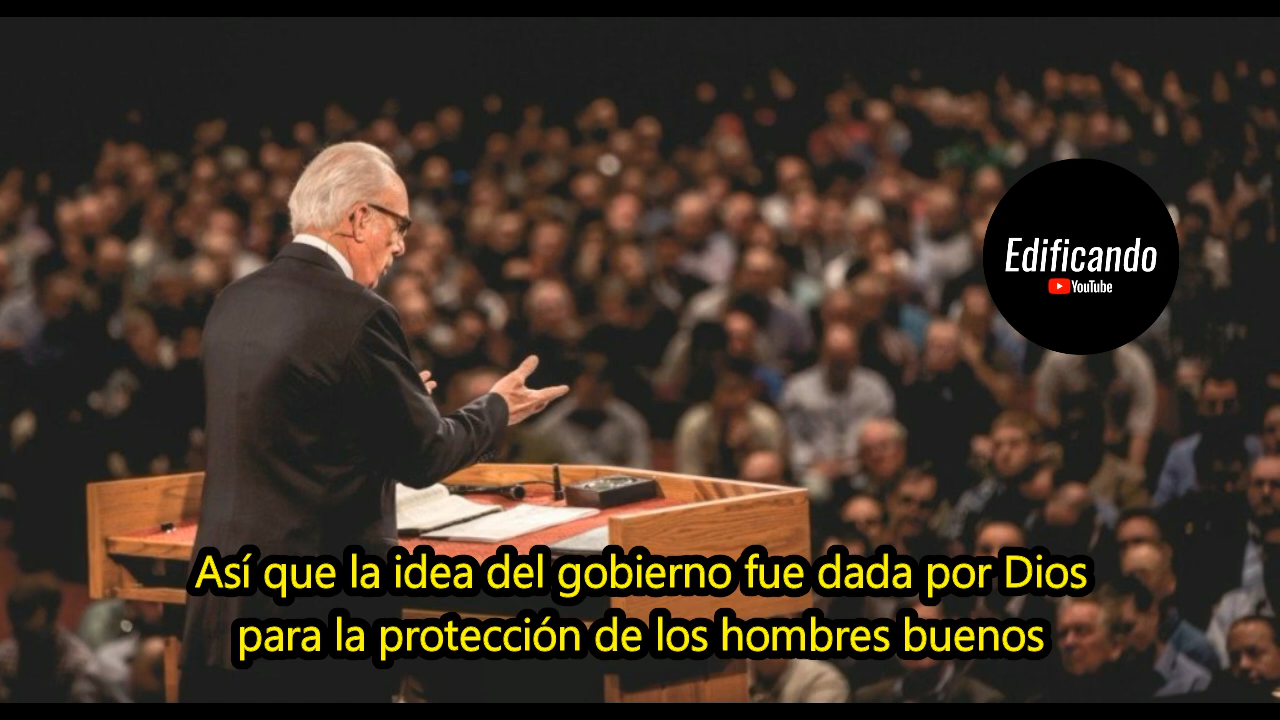 Edificando
YouTube
Así que la idea del gobierno fue dada por Dios
para la protección de los hombres buenos